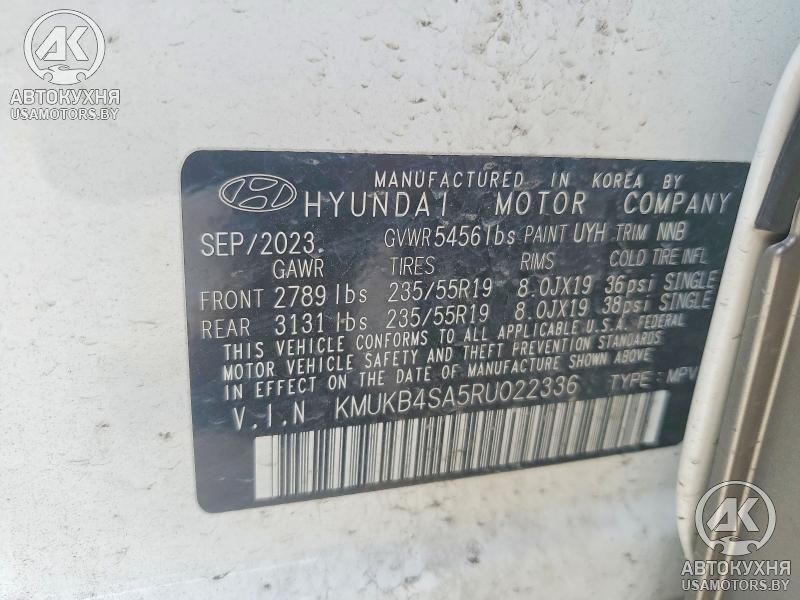 AK
АВТОКУХНЯ
USAMOTORS.BY
MANUFACTURED IN KOREA BY
HYUNDAI MOTOR COMPANY
SEP/2023 GVWR 5456 lbs PAINT UYH TRIM NNB
GAWR TIRES RIMS COLD TIRE INFL
FRONT 2789 lbs 235/55R19 8.0JX19 36psi SINGLE
REAR 3131 lbs 235/55R19 8.0JX19 38psi SINGLE
THIS VEHICLE CONFORMS TO ALL APPLICABLE U.S.A. FEDERAL
MOTOR VEHICLE SAFETY AND THEFT PREVENTION STANDARDS
IN EFFECT ON THE DATE OF MANUFACTURE SHOWN ABOVE
V.I.N KMUKB4SA5RU022336 TYPE : MPV
AK
АВТОКУХНЯ
USAMOTORS.BY